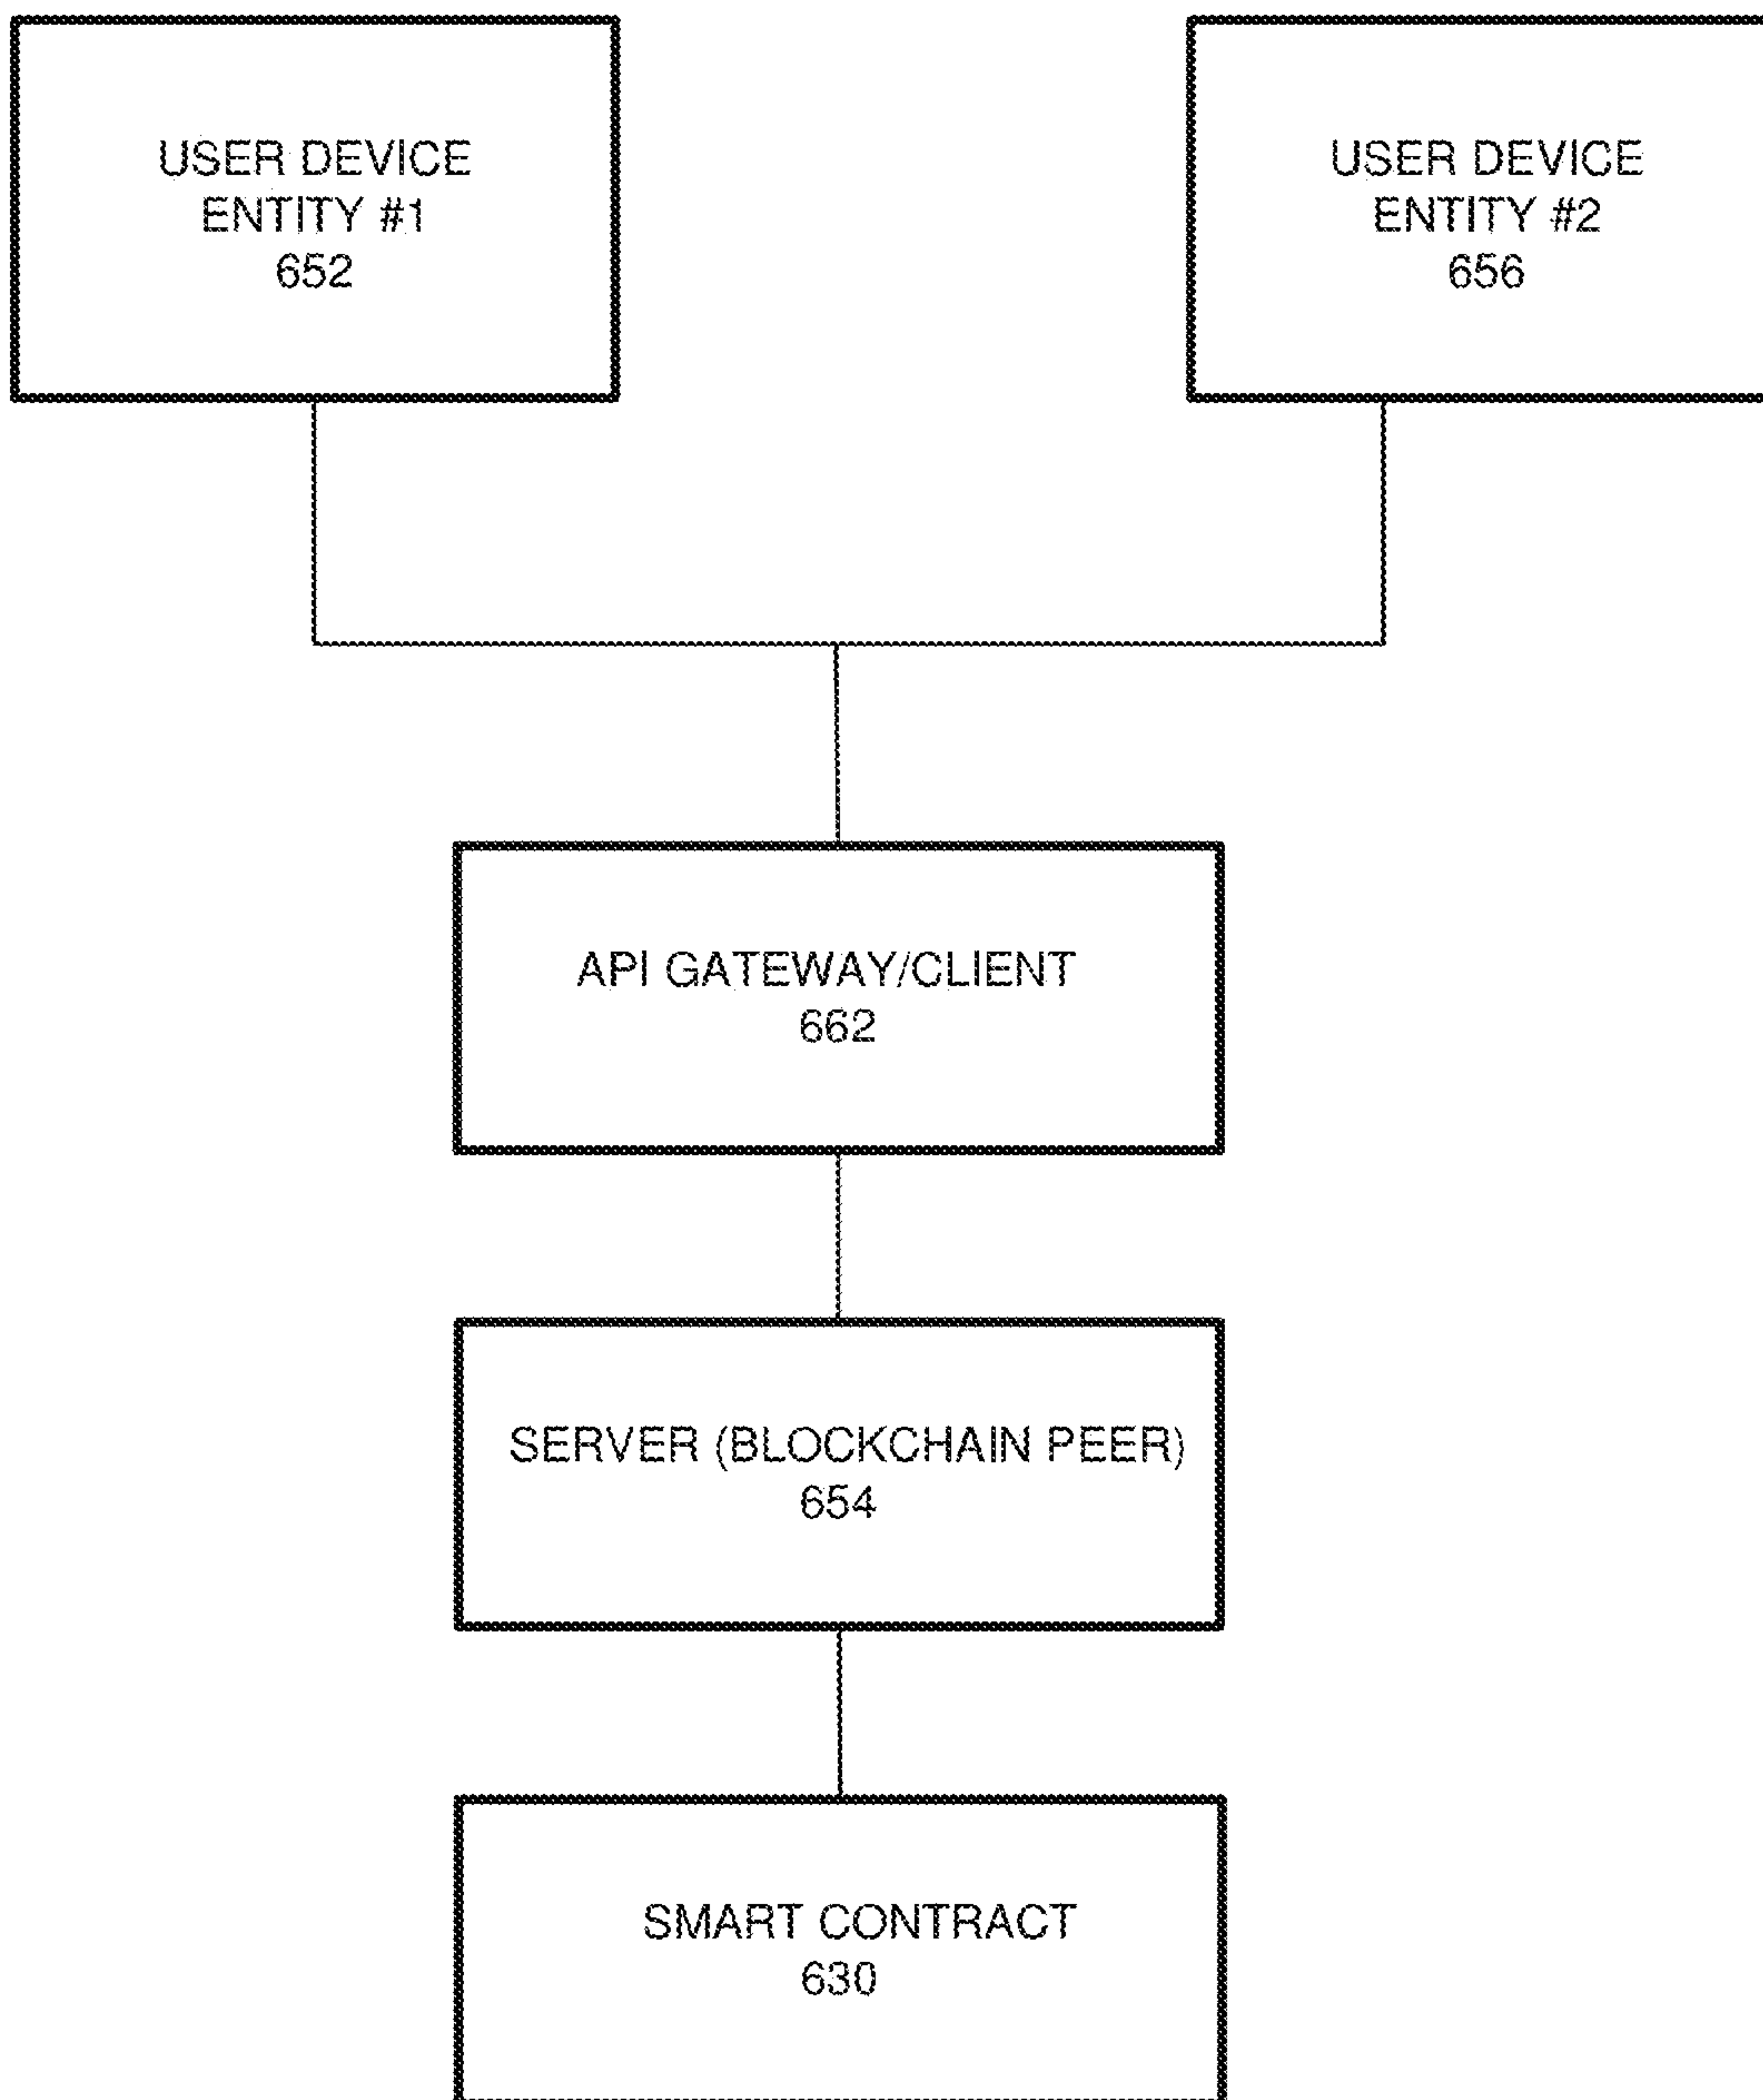 USER DEVICE
ENTITY #1
652
USER DEVICE
ENTITY #2
656
API GATEWAY/CLIENT
662
SERVER (BLOCKCHAIN PEER)
654
SMART CONTRACT
630